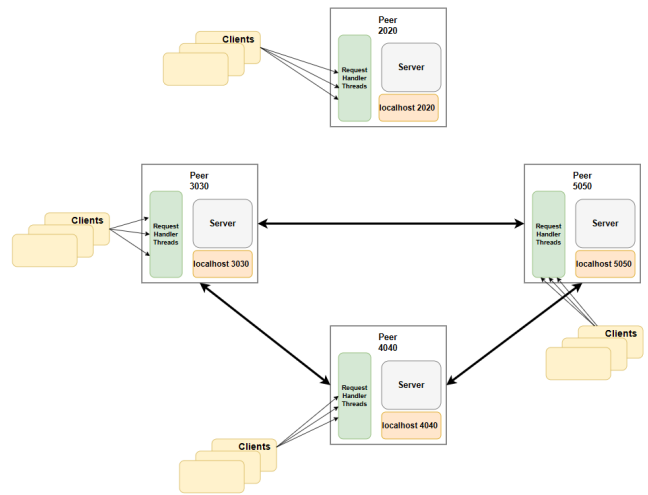 Peer
2020
Clients
Request
Handler
Threads
Server
localhost 2020
Peer
3030
Request
Handler
Threads
Server
localhost 3030
Clients
Peer
5050
Request
Handler
Threads
Server
localhost 5050
Clients
Peer
4040
Request
Handler
Threads
Server
localhost 4040
Clients